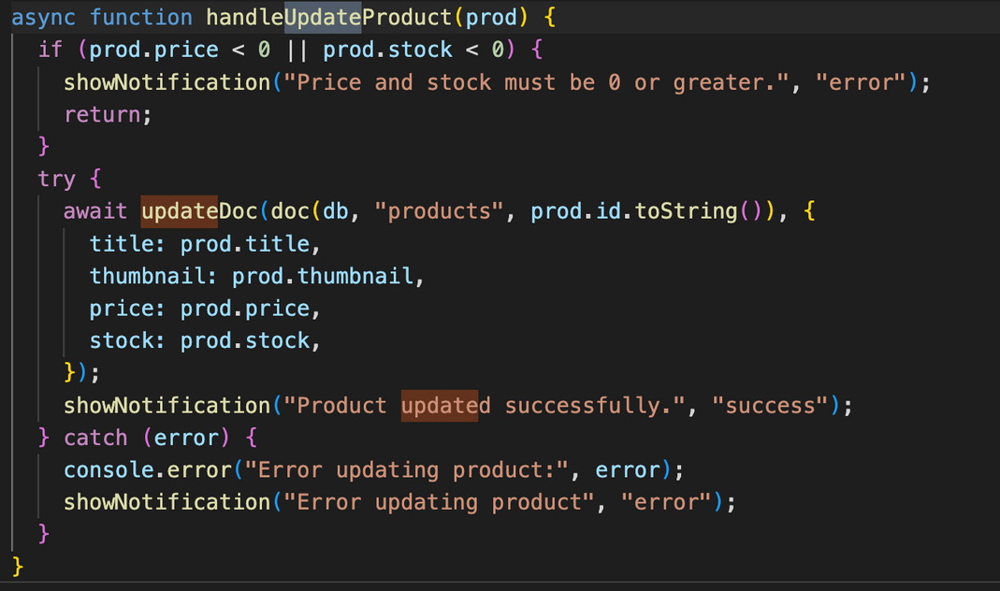 async function handleUpdateProduct(prod) {
if (prod.price < 0 || prod.stock < 0) {
showNotification("Price and stock must be 0 or greater.", "error");
return;
}
try {
await updateDoc(doc(db, "products", prod.id.toString()), {
title: prod.title,
thumbnail: prod.thumbnail,
price: prod.price,
stock: prod.stock,
});
showNotification("Product updated successfully.", "success");
} catch (error) {
console.error("Error updating product:", error);
showNotification("Error updating product", "error");
}
}